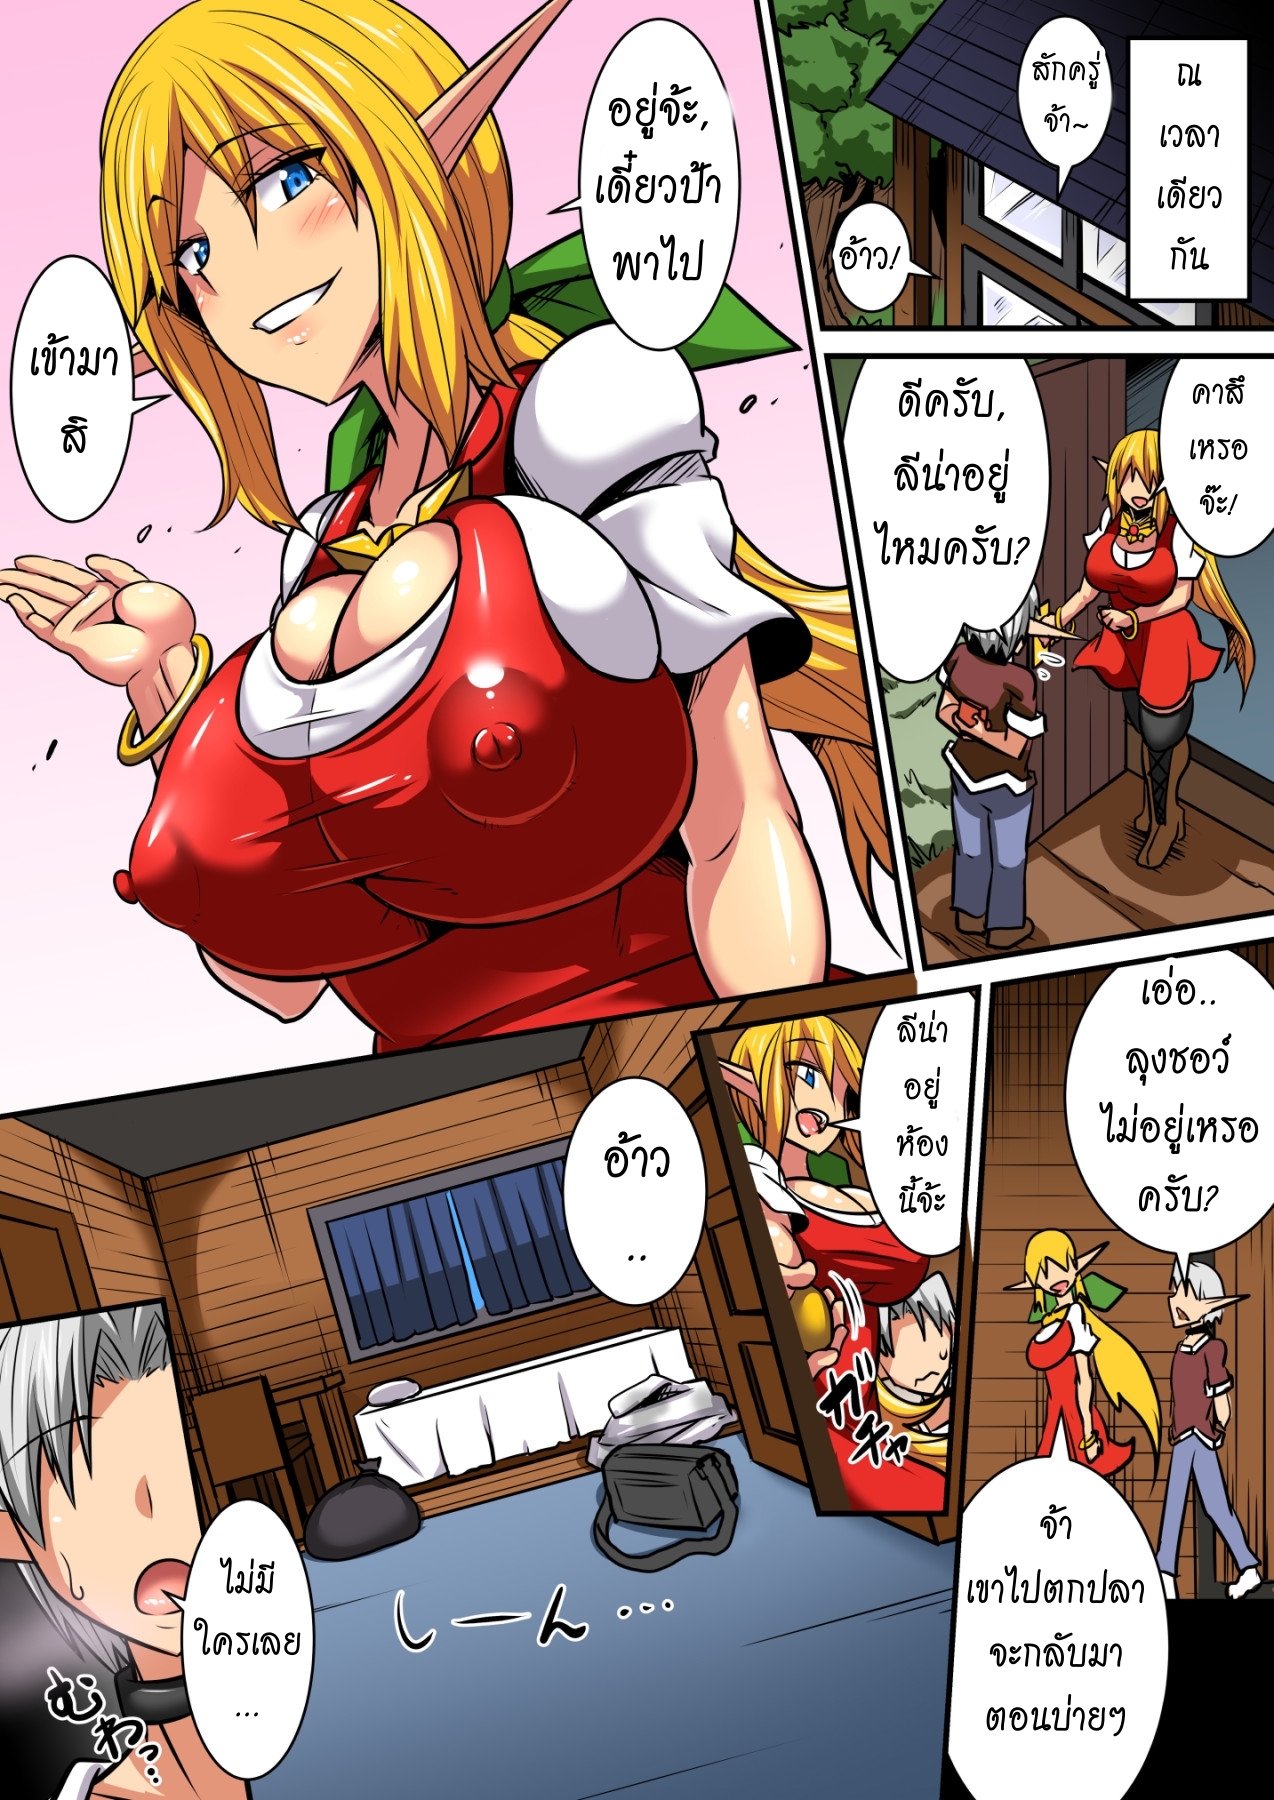 ณ
เวลา
เดียว
กัน
สักครู่
จ้า~
อ้าว!
คาสึ
เหรอ
จ๊ะ!
ดีครับ,
ลีน่าอยู่
ไหมครับ?
อยู่จ้ะ,
เดี๋ยวป้า
พาไป
เข้ามา
สิ
เอ่อ..
ลุงชอว์
ไม่อยู่เหรอ
ครับ?
จ้า
เขาไปตกปลา
จะกลับมา
ตอนบ่ายๆ
ลีน่า
อยู่
ห้อง
นี้จ้ะ
ガチャ
อ้าว
..
しーん…
ไม่มี
ใครเลย
...
むわっ…